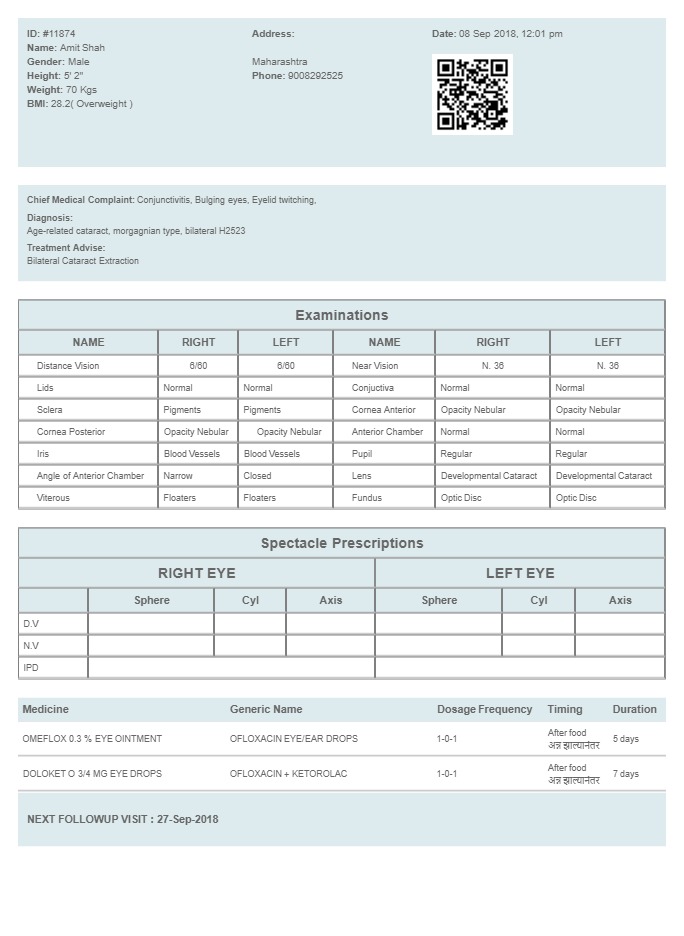 ID: #11874
Name: Amit Shah
Gender: Male
Height: 5' 2"
Weight: 70 Kgs
BMI: 28.2( Overweight )
Address:
Maharashtra
Phone: 9008292525
Date: 08 Sep 2018, 12:01 pm
Chief Medical Complaint: Conjunctivitis, Bulging eyes, Eyelid twitching,
Diagnosis:
Age-related cataract, morgagnian type, bilateral H2523
Treatment Advise:
Bilateral Cataract Extraction
Examinations
NAME RIGHT LEFT NAME RIGHT LEFT
Distance Vision 6/60 6/60 Near Vision N. 36 N. 36
Lids Normal Normal Conjuctiva Normal Normal
Sclera Pigments Pigments Cornea Anterior Opacity Nebular Opacity Nebular
Cornea Posterior Opacity Nebular Opacity Nebular Anterior Chamber Normal Normal
Iris Blood Vessels Blood Vessels Pupil Regular Regular
Angle of Anterior Chamber Narrow Closed Lens Developmental Cataract Developmental Cataract
Viterous Floaters Floaters Fundus Optic Disc Optic Disc
Spectacle Prescriptions
RIGHT EYE LEFT EYE
Sphere Cyl Axis Sphere Cyl Axis
D.V
N.V
IPD
Medicine Generic Name Dosage Frequency Timing Duration
OMEFLOX 0.3 % EYE OINTMENT OFLOXACIN EYE/EAR DROPS 1-0-1 After food 5 days
अन्न झाल्यानंतर
DOLOKET O 3/4 MG EYE DROPS OFLOXACIN + KETOROLAC 1-0-1 After food 7 days
अन्न झाल्यानंतर
NEXT FOLLOWUP VISIT : 27-Sep-2018